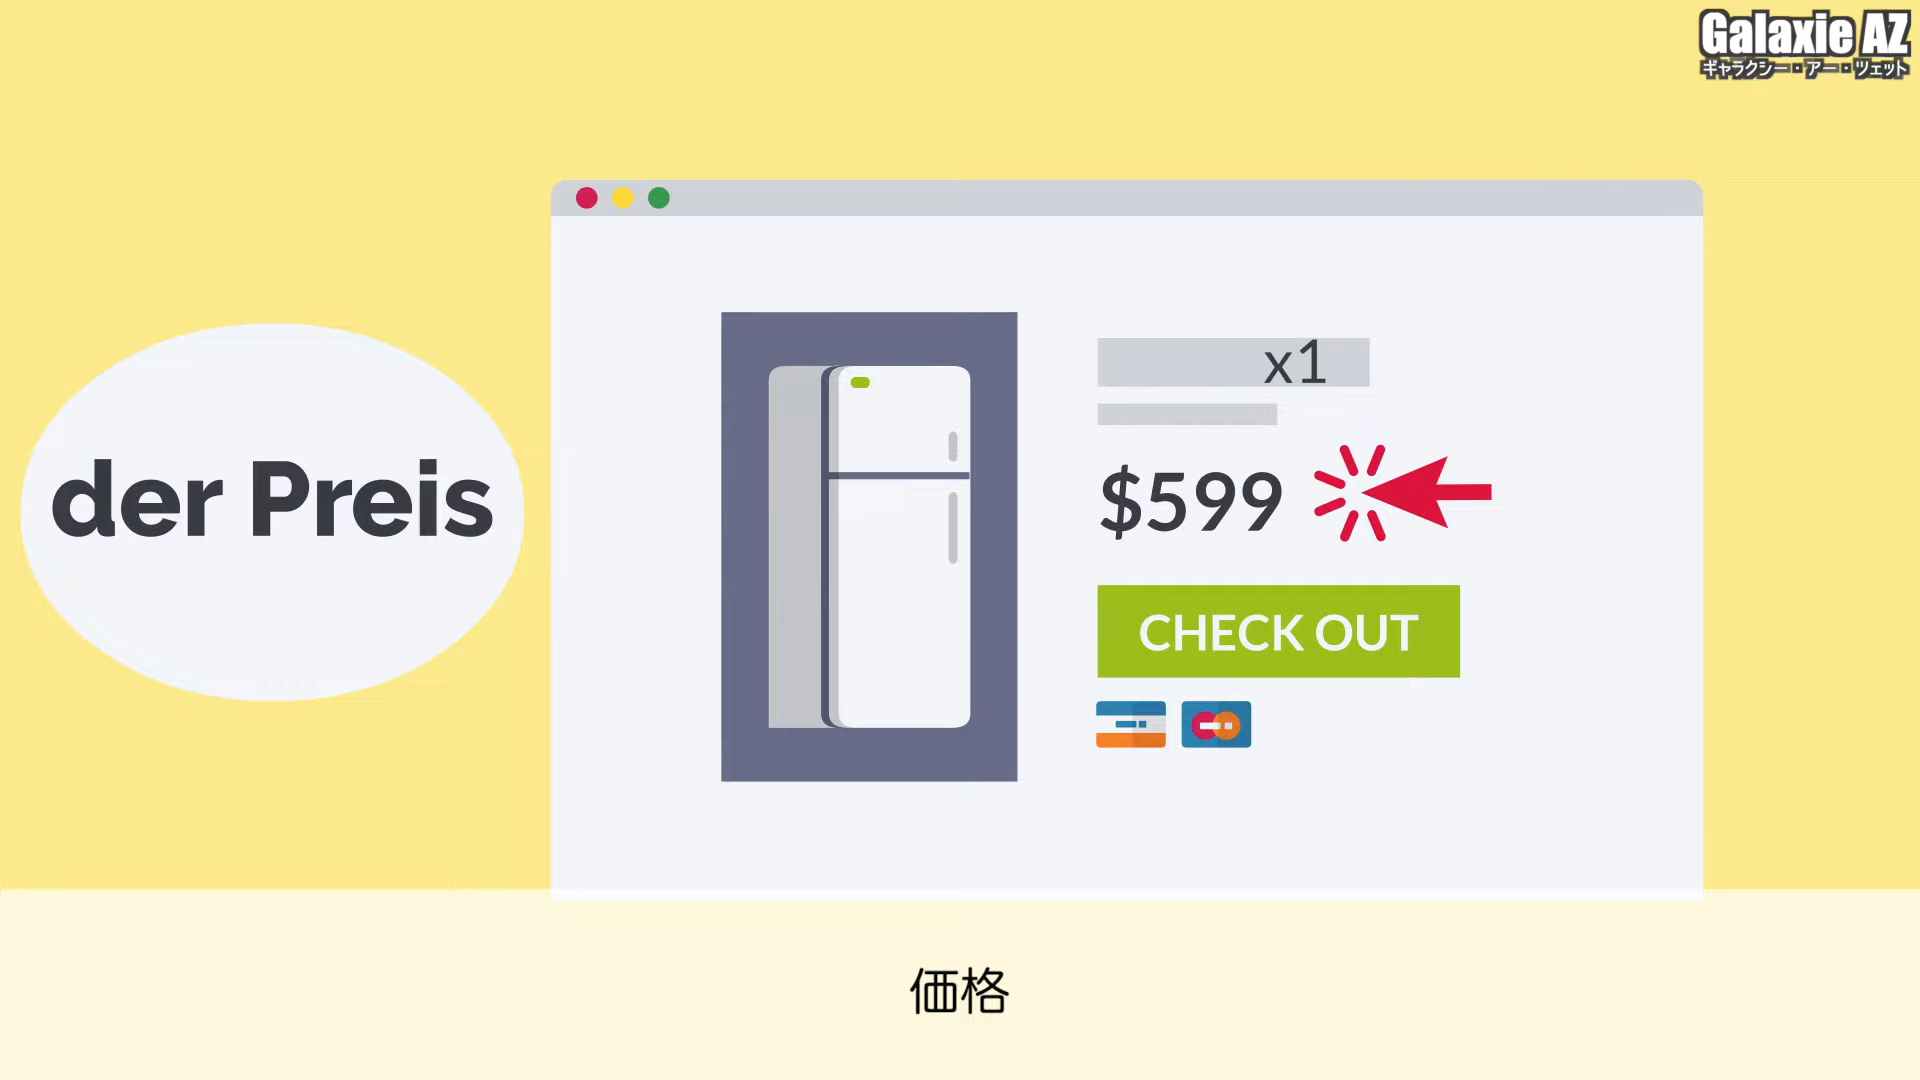 Galaxie AZ
ギャラクシー・アー・ツェット
x1
der Preis
$599
CHECK OUT
価格